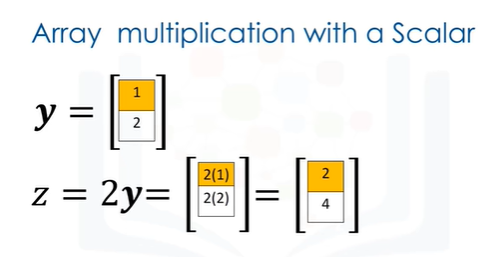 Array multiplication with a Scalar
y = [1
2]
z = 2y= [2(1)
2(2)] = [2
4]